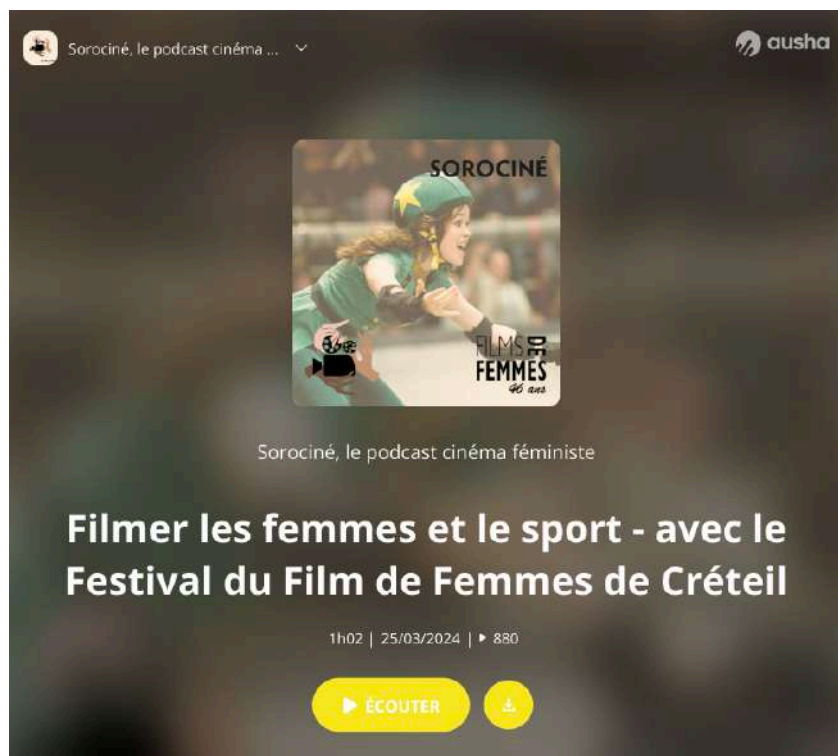 Sorociné, le podcast cinéma ...
ausha
SOROCINÉ
FILMS DE
FEMMES
46 ans
Sorociné, le podcast cinéma féministe
Filmer les femmes et le sport - avec le
Festival du Film de Femmes de Créteil
1h02 | 25/03/2024 | 880
ÉCOUTER